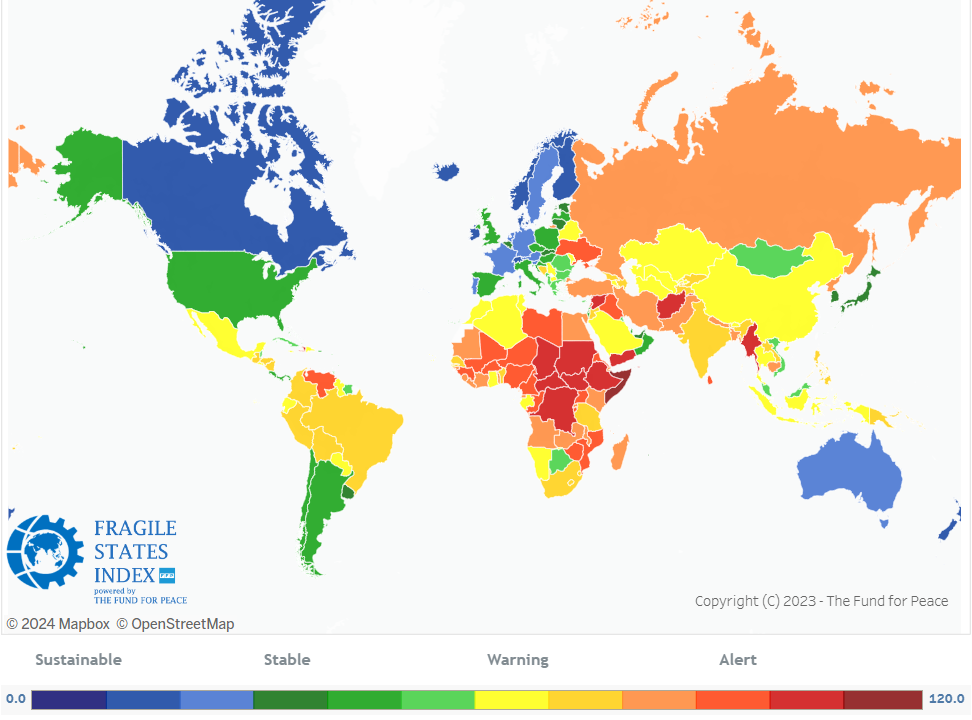 FRAGILE
STATES
INDEX FFP
powered by
THE FUND FOR PEACE
Copyright (C) 2023 - The Fund for Peace
© 2024 Mapbox © OpenStreetMap
Sustainable Stable Warning Alert
0.0 120.0